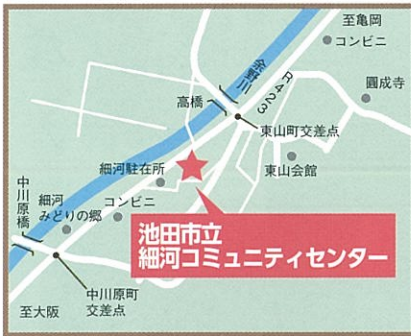 至亀岡
コンビニ
余野川
R423
圓成寺
高橋
東山町交差点
細河駐在所
東山会館
中川原橋
細河
みどりの郷
コンビニ
池田市立
細河コミュニティセンター
中川原町
交差点
至大阪